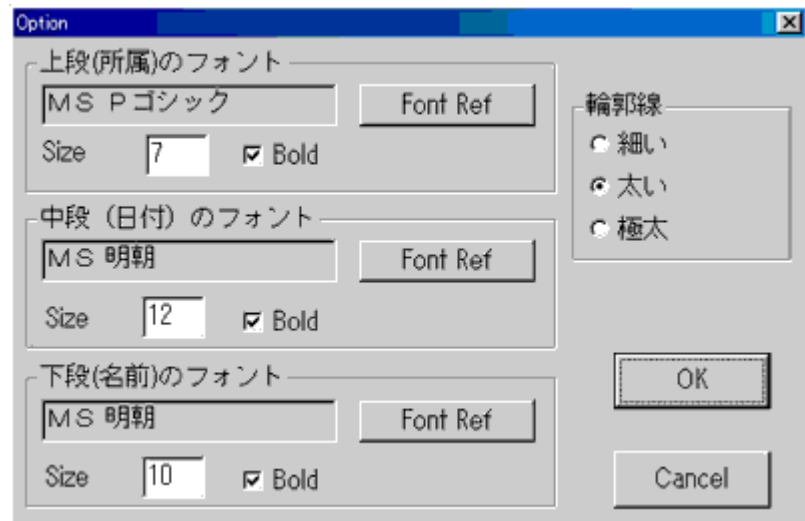 Option
上段(所属)のフォント
ＭＳ Ｐゴシック
Font Ref
Size
7
Bold
中段（日付）のフォント
ＭＳ 明朝
Font Ref
Size
12
Bold
下段(名前)のフォント
ＭＳ 明朝
Font Ref
Size
10
Bold
輪郭線
細い
太い
極太
OK
Cancel